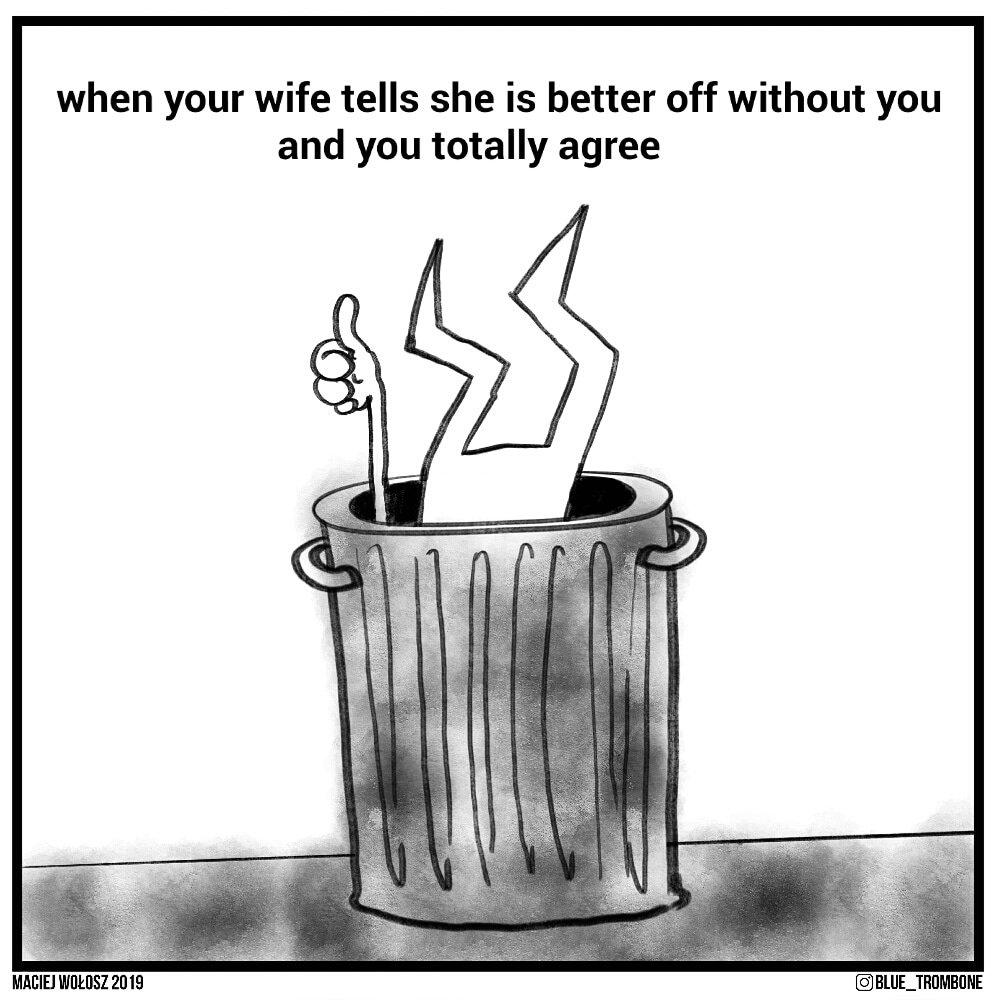 when your wife tells she is better off without you
and you totally agree
MACIEJ WOŁOSZ 2019
BLUE_TROMBONE